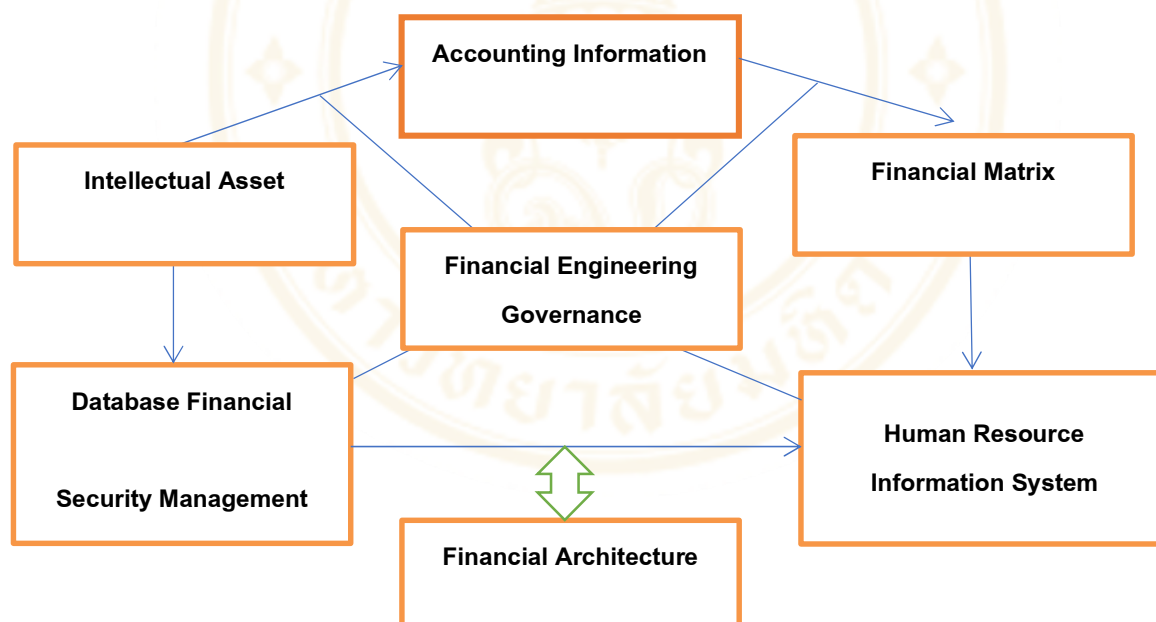 Accounting Information
Intellectual Asset
Financial Matrix
Financial Engineering
Governance
Database Financial
Security Management
Human Resource
Information System
Financial Architecture